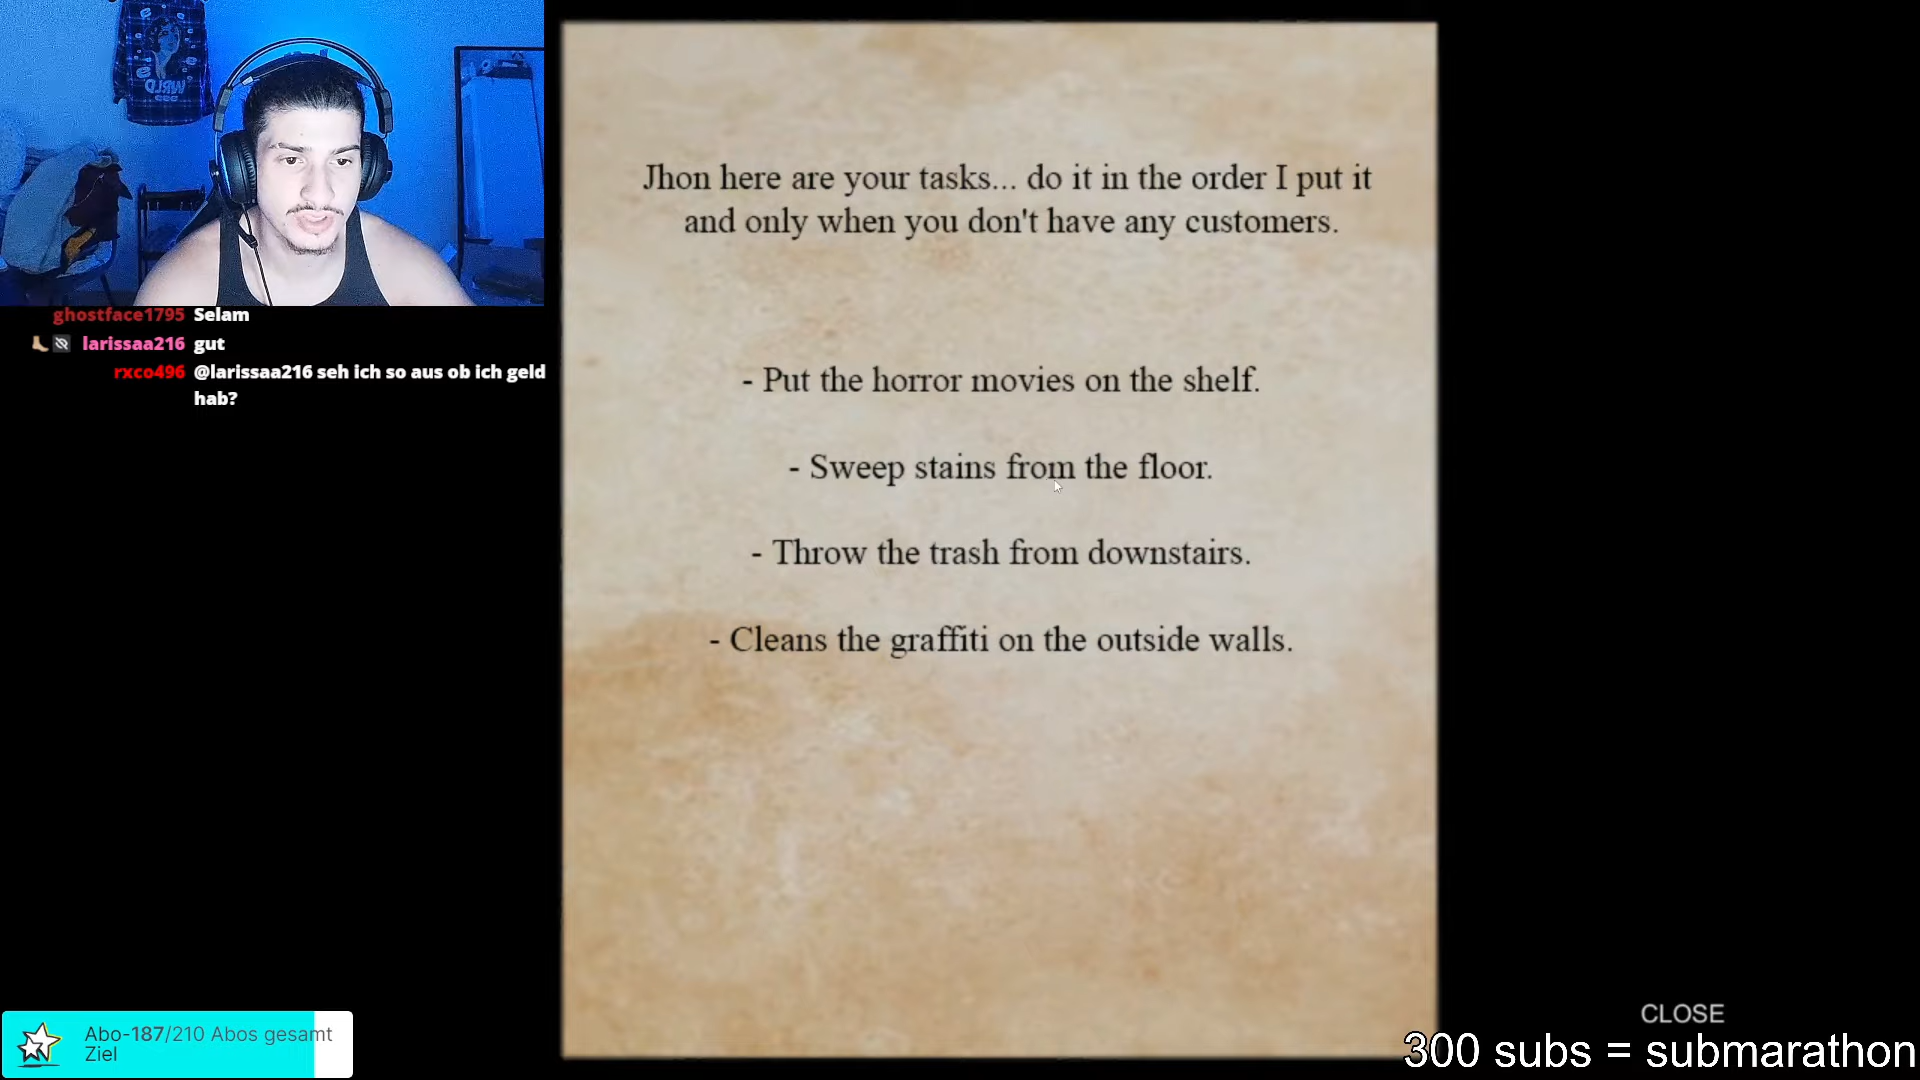 ghostface1795 Selam
larissaa216 gut
rxco496 @larissaa216 seh ich so aus ob ich geld
hab?
Jhon here are your tasks... do it in the order I put it
and only when you don't have any customers.
- Put the horror movies on the shelf.
- Sweep stains from the floor.
- Throw the trash from downstairs.
- Cleans the graffiti on the outside walls.
Abo-187/210 Abos gesamt
Ziel
CLOSE
300 subs = submarathon